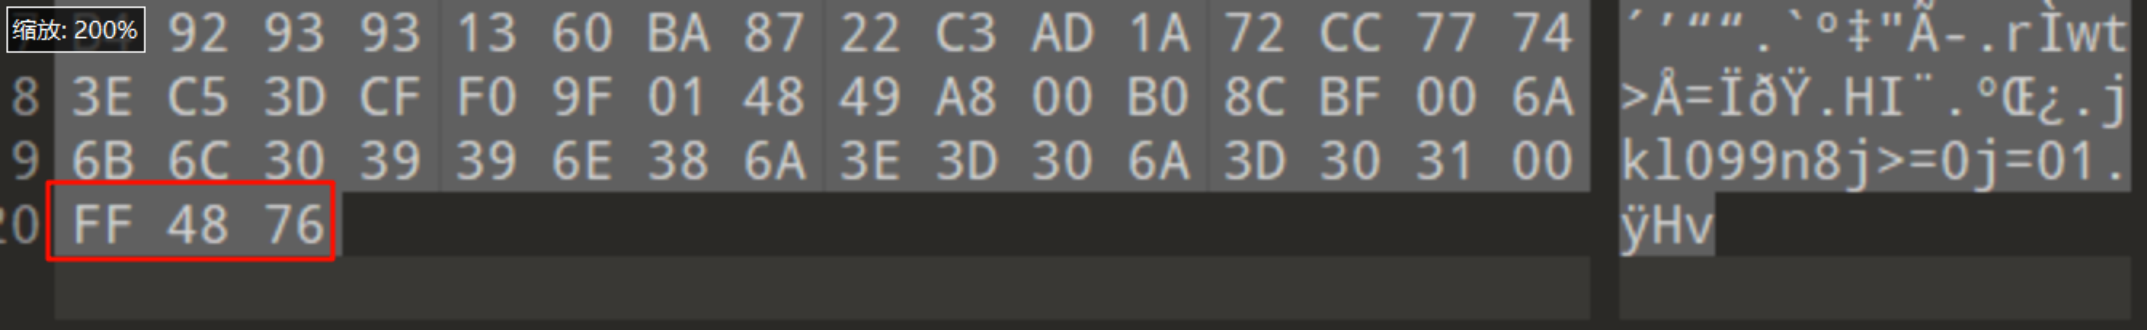 缩放: 200%
92 93 93 13 60 BA 87 22 C3 AD 1A 72 CC 77 74 ´’““.`º‡"Ã-.rÌwt
8 3E C5 3D CF F0 9F 01 48 49 A8 00 B0 8C BF 00 6A >Å=ÏðŸ.HI¨.°Œ¿.j
9 6B 6C 30 39 39 6E 38 6A 3E 3D 30 6A 3D 30 31 00 kl099n8j>=0j=01.
20 FF 48 76 ÿHv